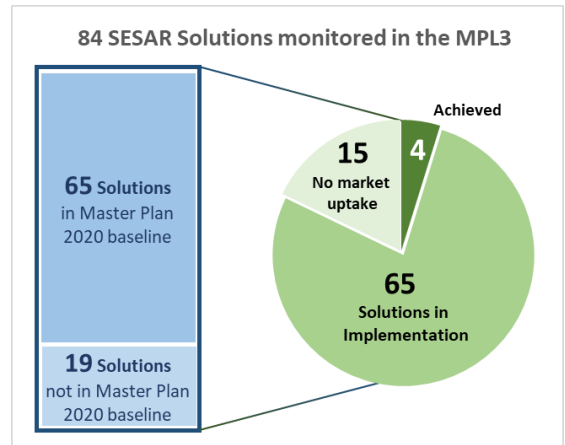 84 SESAR Solutions monitored in the MPL3
65 Solutions
in Master Plan
2020 baseline
19 Solutions
not in Master Plan
2020 baseline
Achieved
4
15
No market
uptake
65
Solutions in
Implementation